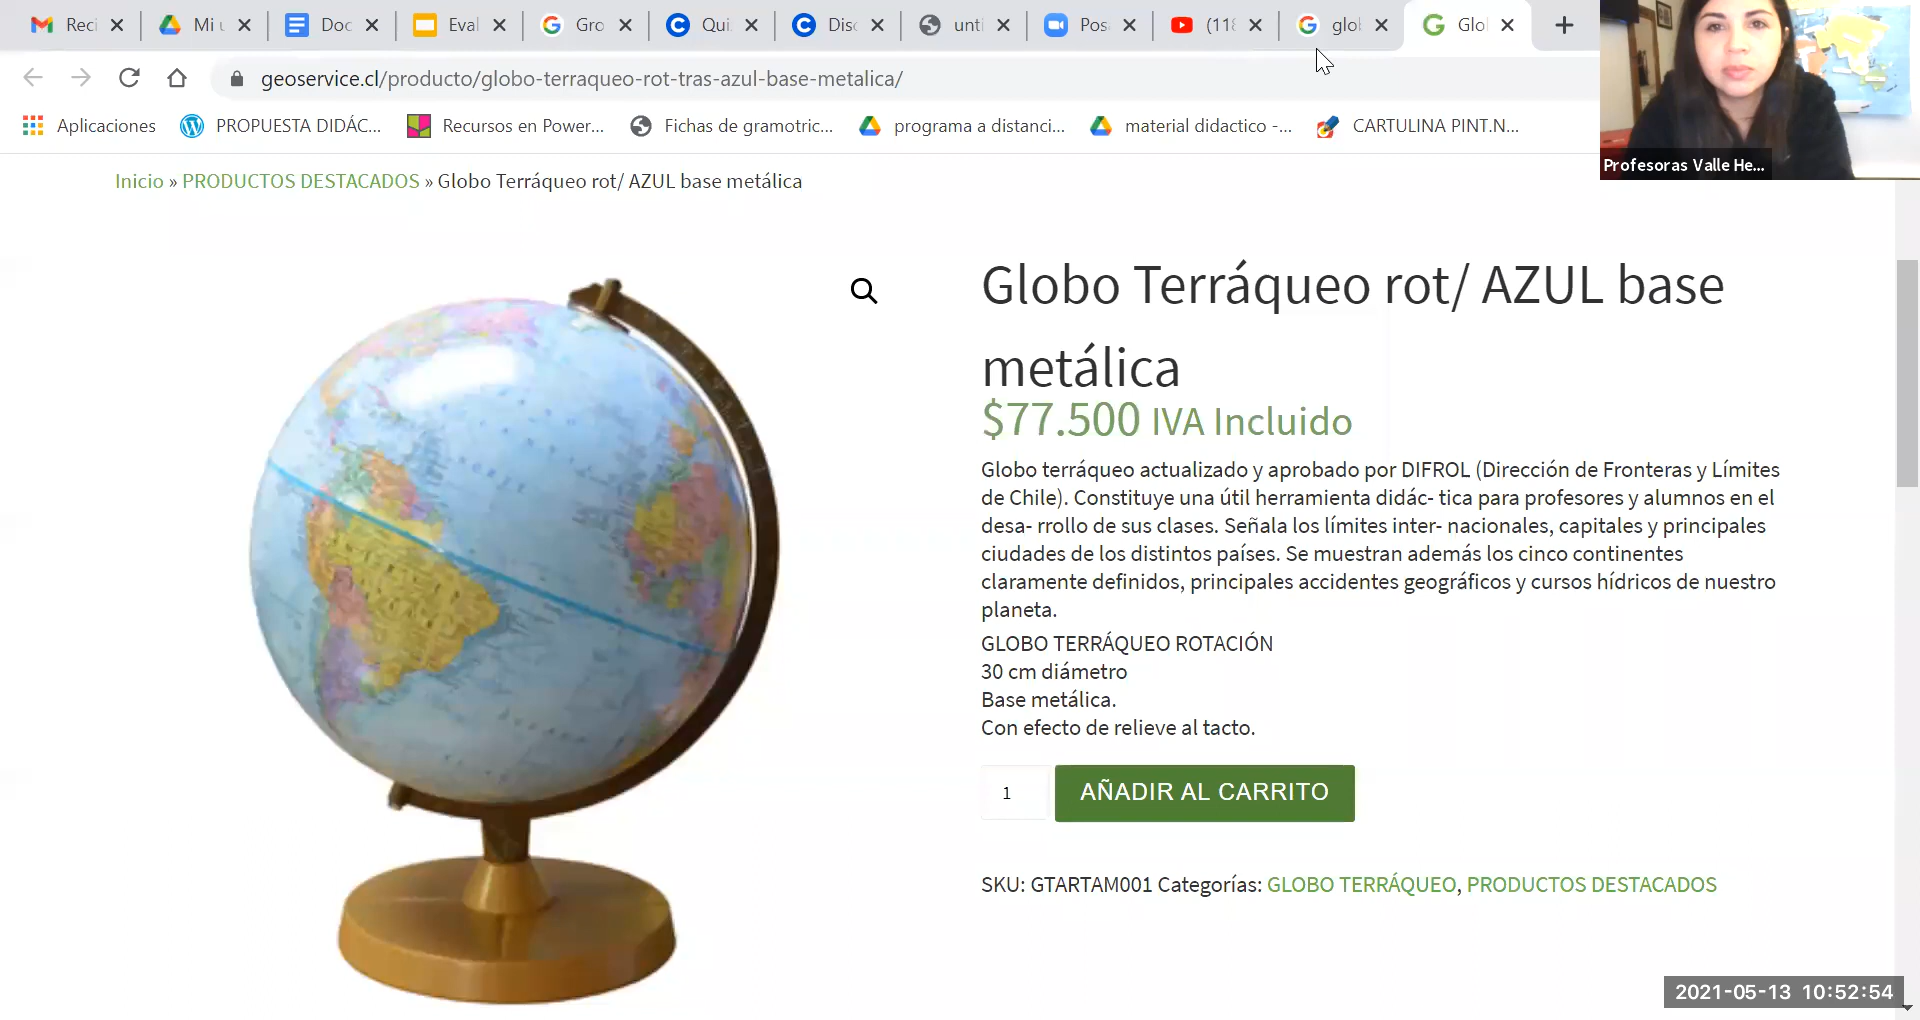 Reci
Mi u
Doc
Eval
Gro
Qui
Disc
unti
Pos
(118
glob
Glo
geoservice.cl/producto/globo-terraqueo-rot-tras-azul-base-metalica/
Aplicaciones
PROPUESTA DIDÁC...
Recursos en Power...
Fichas de gramotric...
programa a distanci...
material didactico -...
CARTULINA PINT.N...
Profesoras Valle He...
Inicio » PRODUCTOS DESTACADOS » Globo Terráqueo rot/ AZUL base metálica
Globo Terráqueo rot/ AZUL base
metálica
$77.500 IVA Incluido
Globo terráqueo actualizado y aprobado por DIFROL (Dirección de Fronteras y Límites
de Chile). Constituye una útil herramienta didác- tica para profesores y alumnos en el
desa- rrollo de sus clases. Señala los límites inter- nacionales, capitales y principales
ciudades de los distintos países. Se muestran además los cinco continentes
claramente definidos, principales accidentes geográficos y cursos hídricos de nuestro
planeta.
GLOBO TERRÁQUEO ROTACIÓN
30 cm diámetro
Base metálica.
Con efecto de relieve al tacto.
1
AÑADIR AL CARRITO
SKU: GTARTAM001 Categorías: GLOBO TERRÁQUEO, PRODUCTOS DESTACADOS
2021-05-13 10:52:54